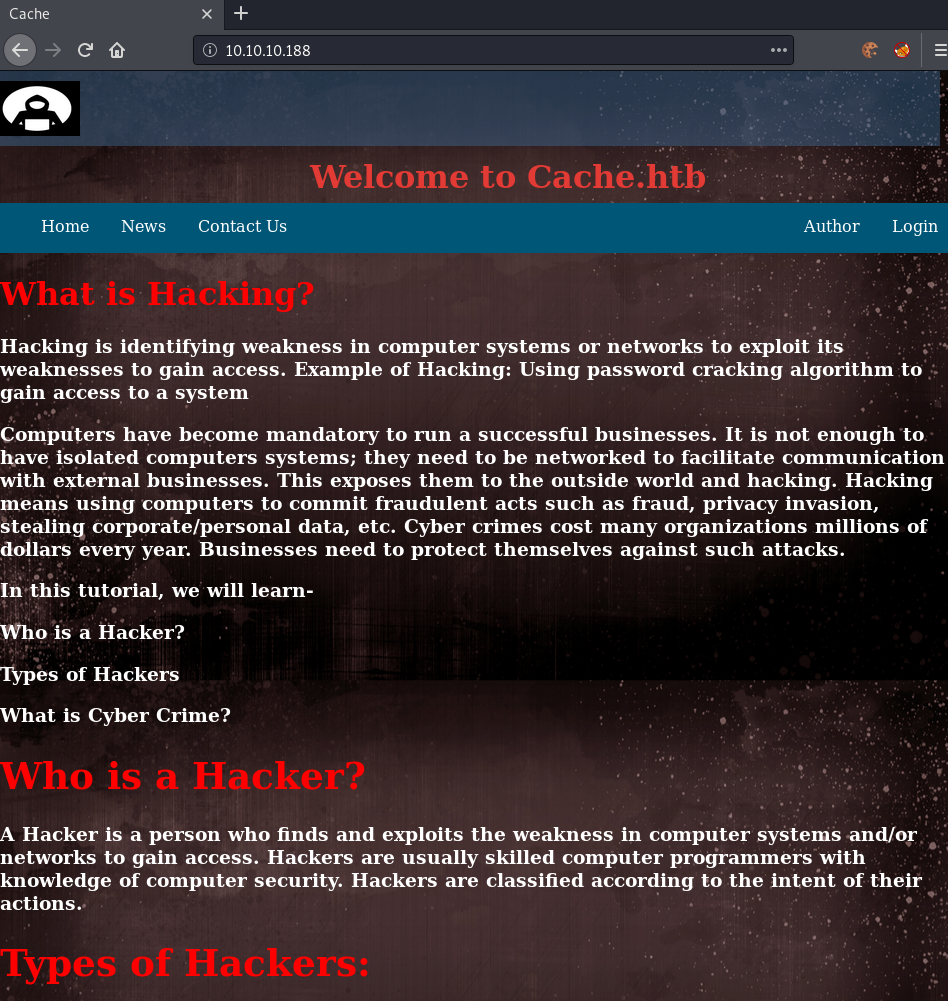 Cache
10.10.10.188
Welcome to Cache.htb
Home News Contact Us Author Login
What is Hacking?
Hacking is identifying weakness in computer systems or networks to exploit its
weaknesses to gain access. Example of Hacking: Using password cracking algorithm to
gain access to a system
Computers have become mandatory to run a successful businesses. It is not enough to
have isolated computers systems; they need to be networked to facilitate communication
with external businesses. This exposes them to the outside world and hacking. Hacking
means using computers to commit fraudulent acts such as fraud, privacy invasion,
stealing corporate/personal data, etc. Cyber crimes cost many organizations millions of
dollars every year. Businesses need to protect themselves against such attacks.
In this tutorial, we will learn-
Who is a Hacker?
Types of Hackers
What is Cyber Crime?
Who is a Hacker?
A Hacker is a person who finds and exploits the weakness in computer systems and/or
networks to gain access. Hackers are usually skilled computer programmers with
knowledge of computer security. Hackers are classified according to the intent of their
actions.
Types of Hackers: